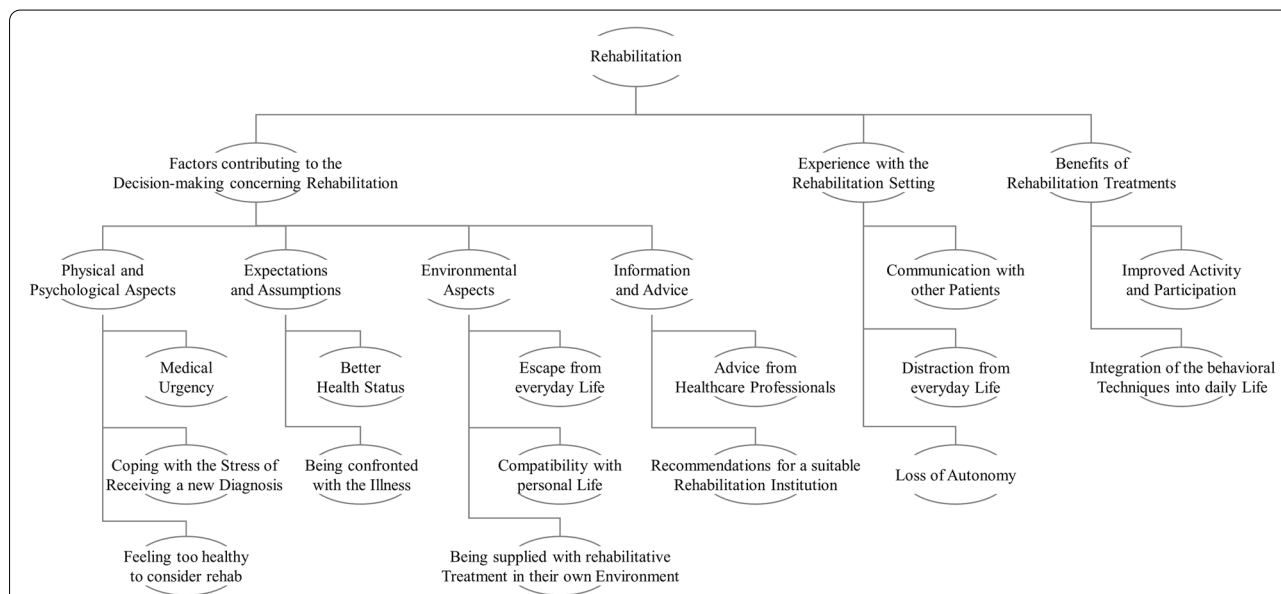 Rehabilitation
Factors contributing to the
Decision-making concerning Rehabilitation
Experience with the
Rehabilitation Setting
Benefits of
Rehabilitation Treatments
Physical and
Psychological Aspects
Expectations
and Assumptions
Environmental
Aspects
Information
and Advice
Communication with
other Patients
Improved Activity
and Participation
Medical
Urgency
Better
Health Status
Escape from
everyday Life
Advice from
Healthcare Professionals
Distraction from
everyday Life
Integration of the behavioral
Techniques into daily Life
Coping with the Stress of
Receiving a new Diagnosis
Being confronted
with the Illness
Compatibility with
personal Life
Recommendations for a suitable
Rehabilitation Institution
Loss of Autonomy
Feeling too healthy
to consider rehab
Being supplied with rehabilitative
Treatment in their own Environment